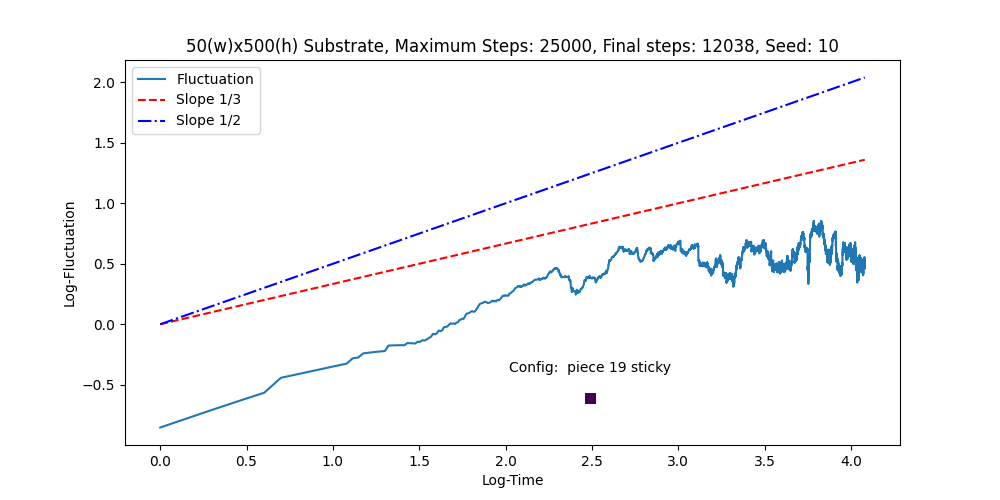 50(w)x500(h) Substrate, Maximum Steps: 25000, Final steps: 12038, Seed: 10
Fluctuation
Slope 1/3
Slope 1/2
2.0
1.5
1.0
0.5
0.0
−0.5
Log-Fluctuation
Config:  piece 19 sticky
0.0 0.5 1.0 1.5 2.0 2.5 3.0 3.5 4.0
Log-Time